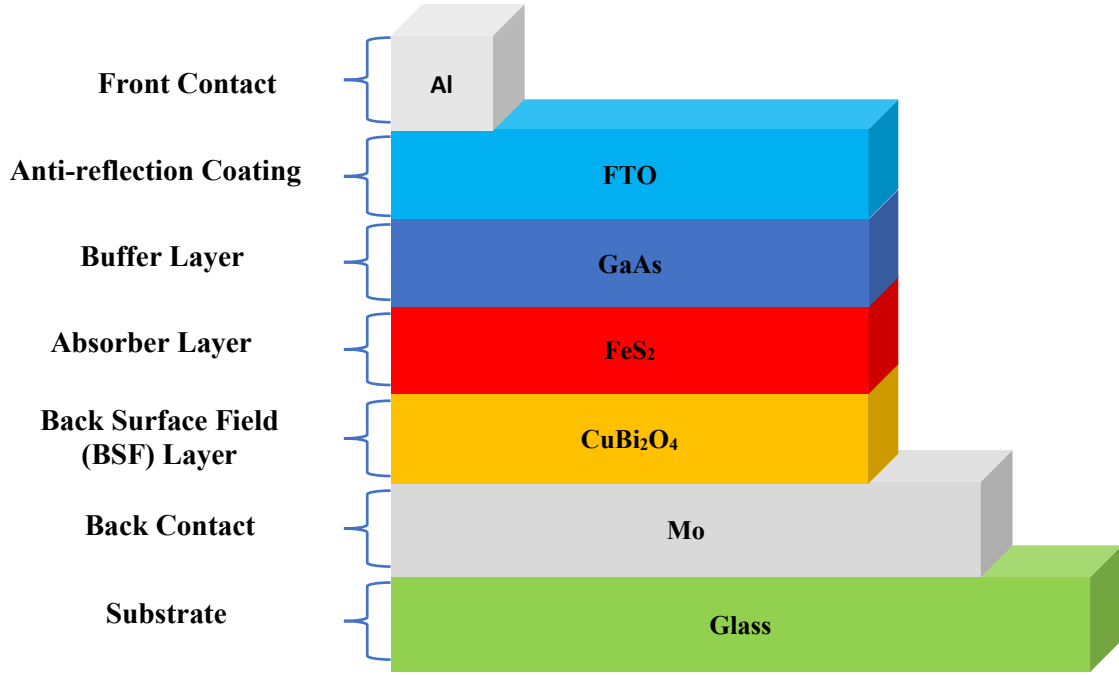 Front Contact
Al
Anti-reflection Coating
FTO
Buffer Layer
GaAs
Absorber Layer
FeS₂
Back Surface Field
(BSF) Layer
CuBi₂O₄
Back Contact
Mo
Substrate
Glass